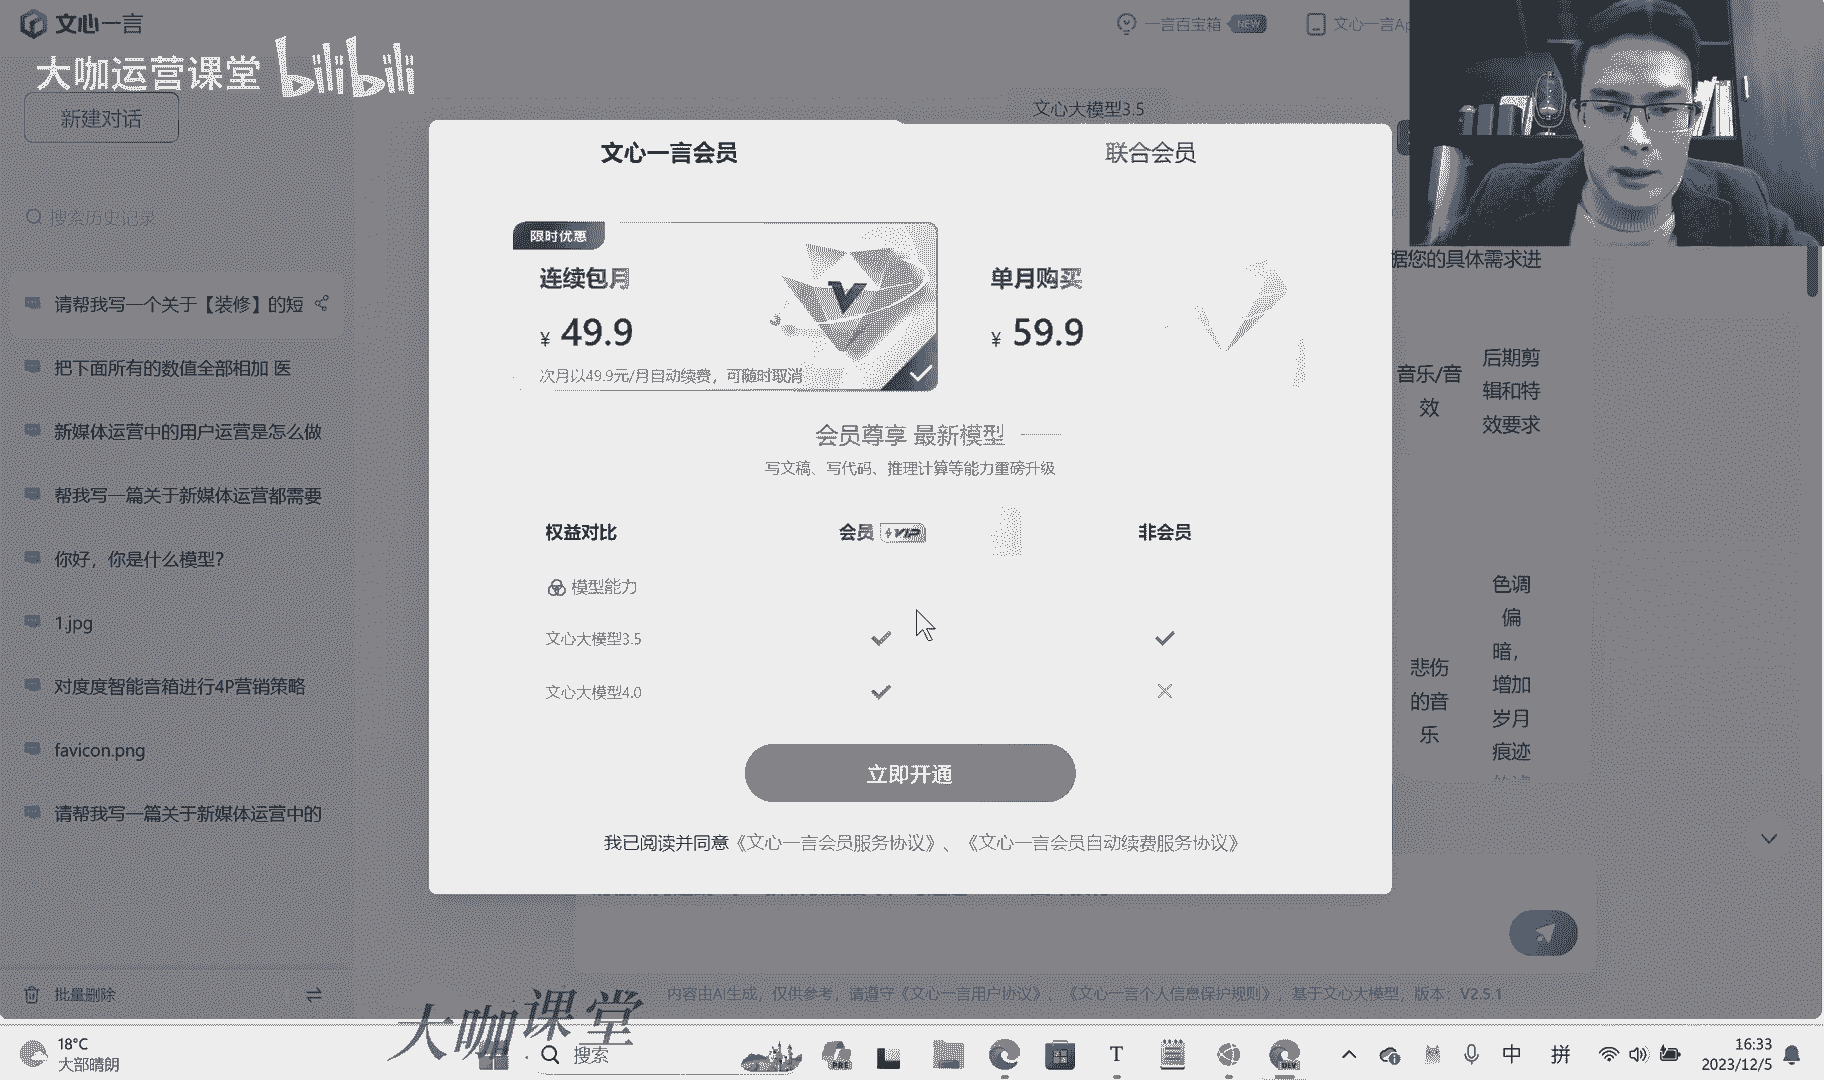 文心一言
一言百宝箱 NEW
文心一言Ap
大咖运营课堂 bilibili
新建对话
文心大模型3.5
搜索历史记录
请帮我写一个关于【装修】的短
把下面所有的数值全部相加 医
新媒体运营中的用户运营是怎么做
帮我写一篇关于新媒体运营都需要
你好，你是什么模型?
1.jpg
对度度智能音箱进行4P营销策略
favicon.png
请帮我写一篇关于新媒体运营中的
批量删除
文心一言会员
联合会员
限时优惠
连续包月
¥ 49.9
次月以49.9元/月自动续费，可随时取消
单月购买
¥ 59.9
会员尊享 最新模型
写文稿、写代码、推理计算等能力重磅升级
权益对比 会员 VIP 非会员
模型能力
文心大模型3.5
文心大模型4.0
立即开通
我已阅读并同意《文心一言会员服务协议》、《文心一言会员自动续费服务协议》
据您的具体需求进
音乐/音
效
后期剪
辑和特
效要求
悲伤
的音
乐
色调
偏
暗，
增加
岁月
痕迹
内容由AI生成，仅供参考，请遵守《文心一言用户协议》、《文心一言个人信息保护规则》，基于文心大模型，版本：V2.5.1
大咖课堂
18°C
大部晴朗
搜索
PRE
T
DEV
中
拼
16:33
2023/12/5